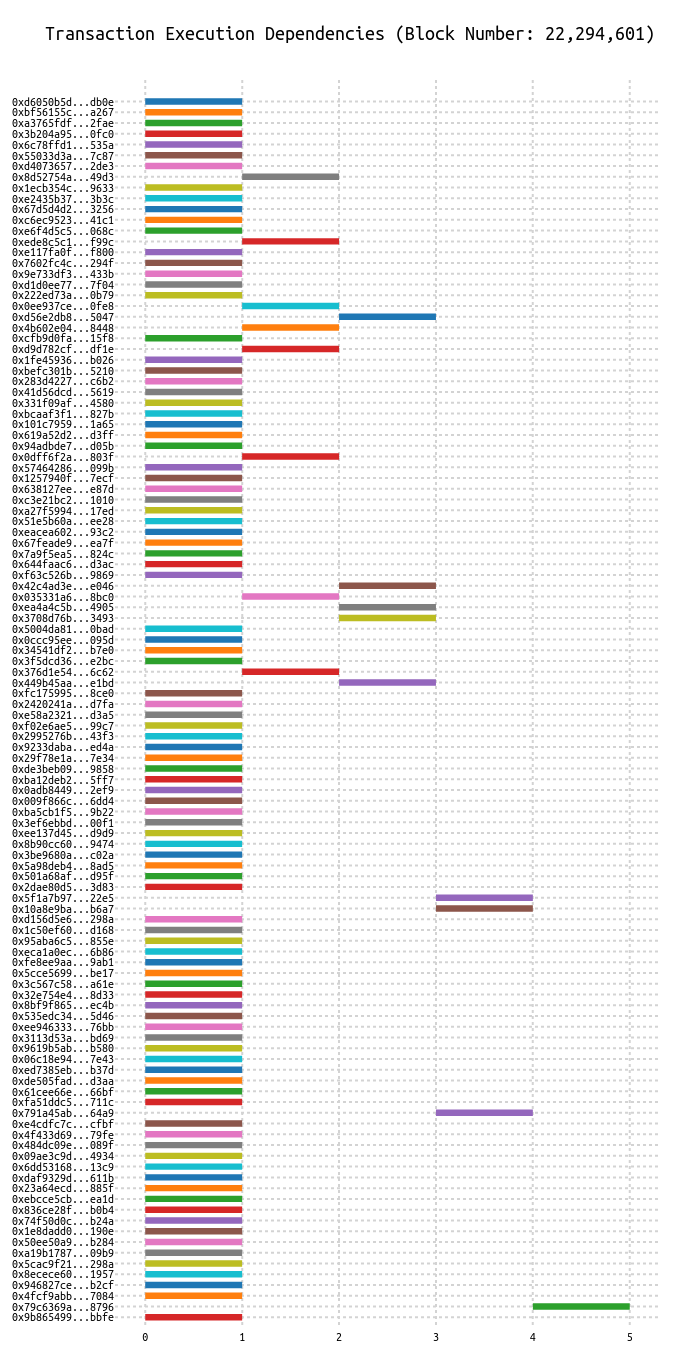 Transaction Execution Dependencies (Block Number: 22,294,601)
0xd6050b5d...db0e
0xbf56155c...a267
0xa3765fdf...2fae
0x3b204a95...0fc0
0x6c78ffd1...535a
0x55033d3a...7c87
0xd4073657...2de3
0x8d52754a...49d3
0x1ecb354c...9633
0xe2435b37...3b3c
0x67d5d4d2...3256
0xc6ec9523...41c1
0xe6f4d5c5...068c
0xede8c5c1...f99c
0xe117fa0f...f800
0x7602fc4c...294f
0x9e733df3...433b
0xd1d0ee77...7f04
0x222ed73a...0b79
0x0ee937ce...0fe8
0xd56e2db8...5047
0x4b602e04...8448
0xcfb9d0fa...15f8
0xd9d782cf...df1e
0x1fe45936...b026
0xbefc301b...5210
0x283d4227...c6b2
0x41d56dcd...5619
0x331f09af...4580
0xbcaaf3f1...827b
0x101c7959...1a65
0x619a52d2...d3ff
0x94adbde7...d05b
0x0dff6f2a...803f
0x57464286...099b
0x1257940f...7ecf
0x638127ee...e87d
0xc3e21bc2...1010
0xa27f5994...17ed
0x51e5b60a...ee28
0xeacea602...93c2
0x67feade9...ea7f
0x7a9f5ea5...824c
0x644faac6...d3ac
0xf63c526b...9869
0x42c4ad3e...e046
0x035331a6...8bc0
0xea4a4c5b...4905
0x3708d76b...3493
0x5004da81...0bad
0x0ccc95ee...095d
0x34541df2...b7e0
0x3f5dcd36...e2bc
0x376d1e54...6c62
0x449b45aa...e1bd
0xfc175995...8ce0
0x2420241a...d7fa
0xe58a2321...d3a5
0xf02e6ae5...99c7
0x2995276b...43f3
0x9233daba...ed4a
0x29f78e1a...7e34
0xde3beb09...9858
0xba12deb2...5ff7
0x0adb8449...2ef9
0x009f866c...6dd4
0xba5cb1f5...9b22
0x3ef6ebbd...00f1
0xee137d45...d9d9
0x8b90cc60...9474
0x3be9680a...c02a
0x5a98deb4...8ad5
0x501a68af...d95f
0x2dae80d5...3d83
0x5f1a7b97...22e5
0x10a8e9ba...b6a7
0xd156d5e6...298a
0x1c50ef60...d168
0x95aba6c5...855e
0xeca1a0ec...6b86
0xfe8ee9aa...9ab1
0x5cce5699...be17
0x3c567c58...a61e
0x32e754e4...8d33
0x8bf9f865...ec4b
0x535edc34...5d46
0xee946333...76bb
0x3113d53a...bd69
0x9619b5ab...b580
0x06c18e94...7e43
0xed7385eb...b37d
0xde505fad...d3aa
0x61cee66e...66bf
0xfa51ddc5...711c
0x791a45ab...64a9
0xe4cdfc7c...cfbf
0x4f433d69...79fe
0x484dc09e...089f
0x09ae3c9d...4934
0x6dd53168...13c9
0xdaf9329d...611b
0x23a64ecd...885f
0xebcce5cb...ea1d
0x836ce28f...b0b4
0x74f50d0c...b24a
0x1e8dadd0...190e
0x50ee50a9...b284
0xa19b1787...09b9
0x5cac9f21...298a
0x8ecece60...1957
0x946827ce...b2cf
0x4fcf9abb...7084
0x79c6369a...8796
0x9b865499...bbfe
0 1 2 3 4 5